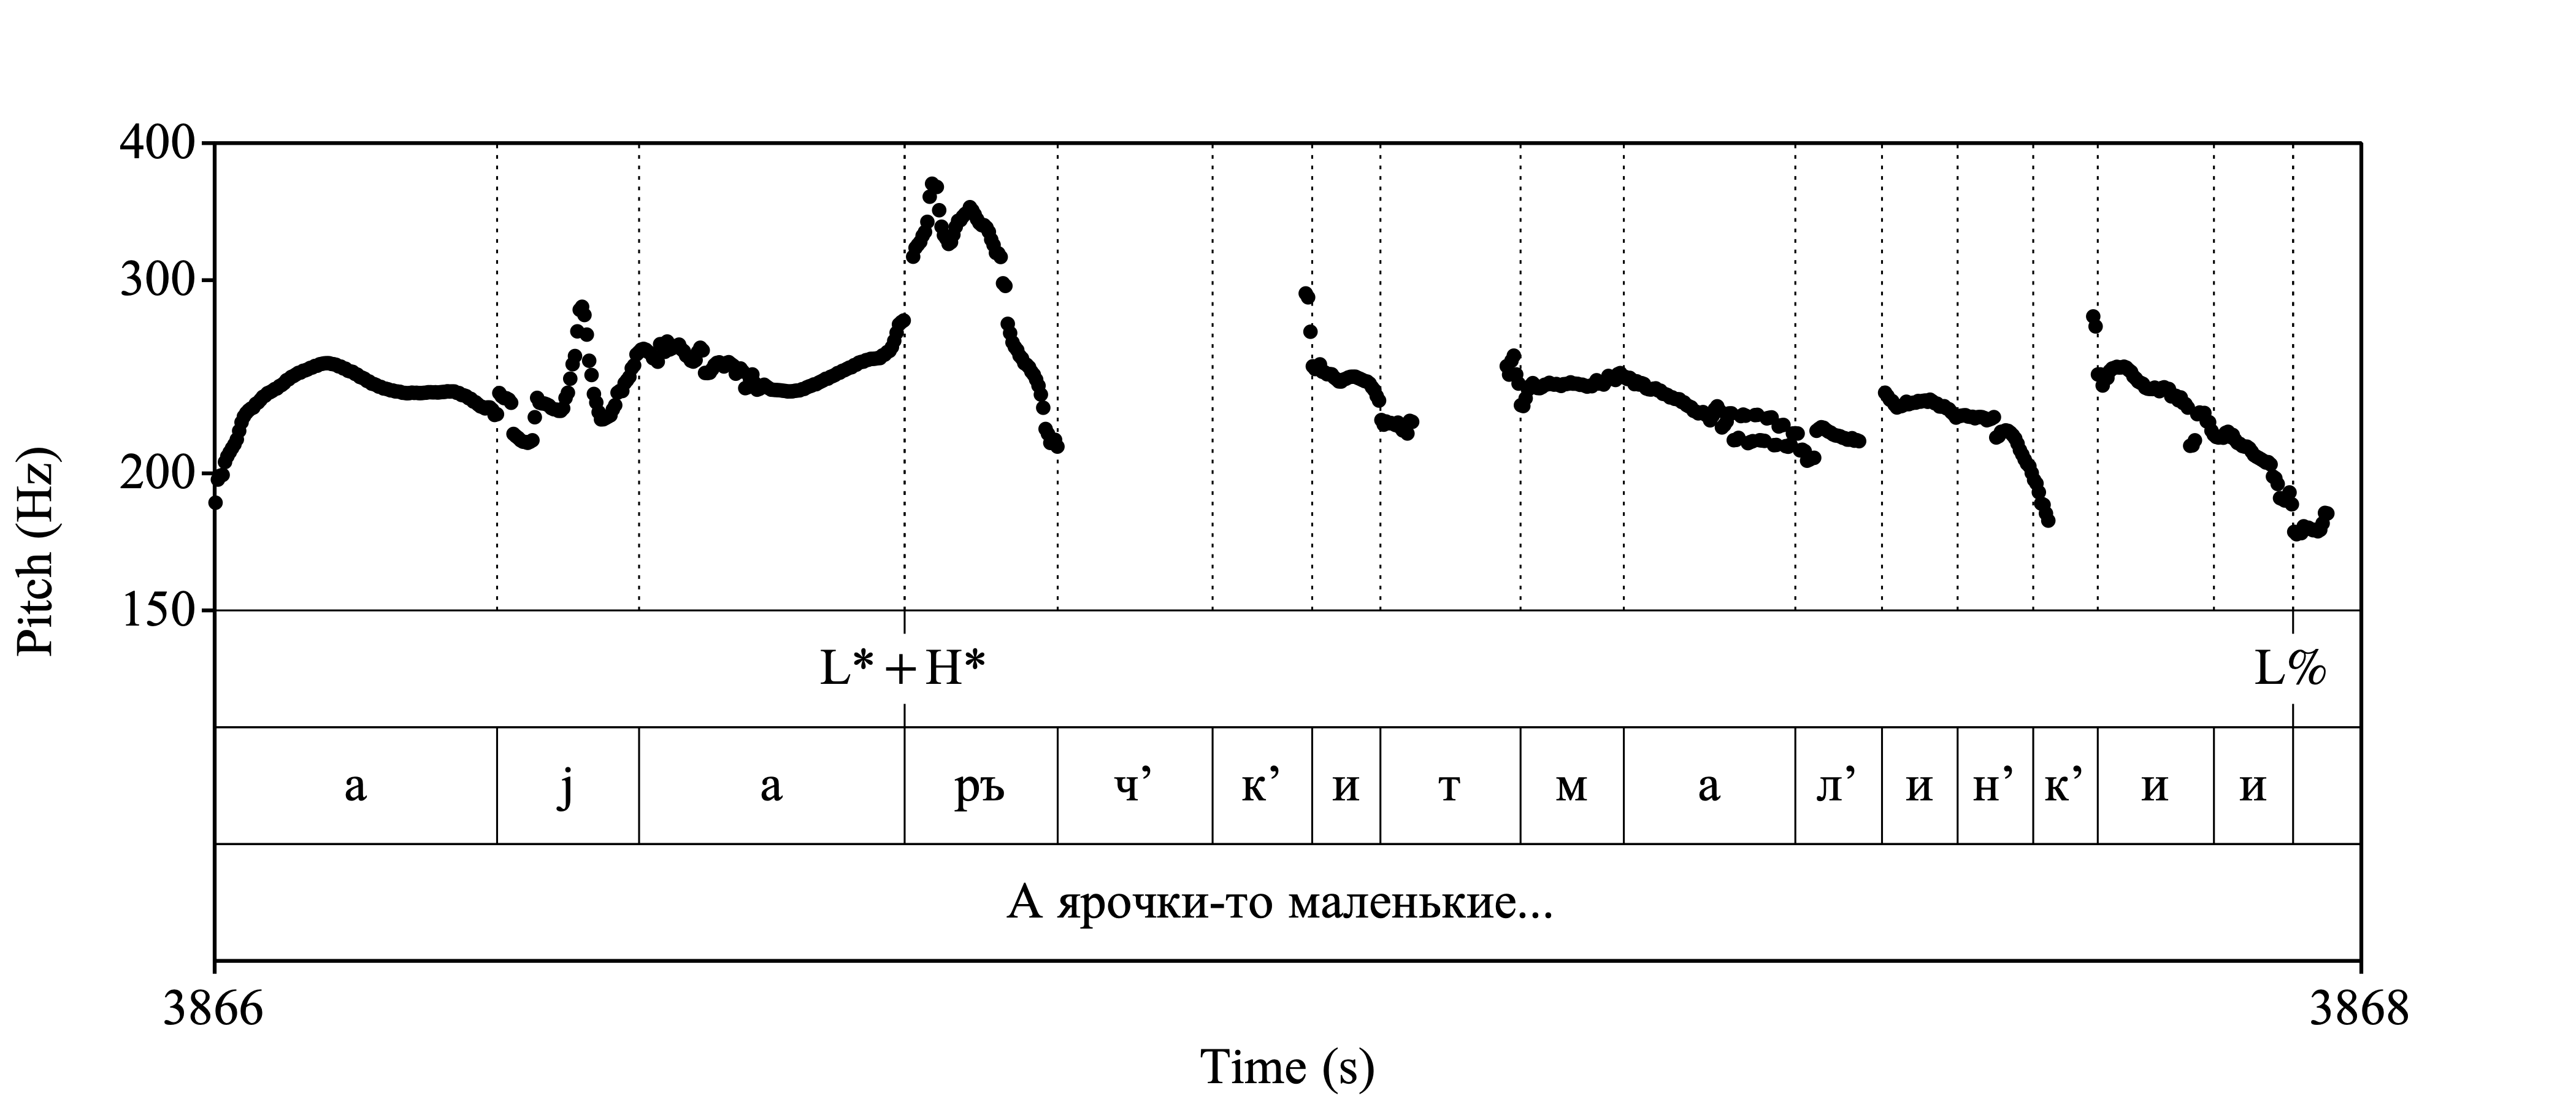 400
300
200
150
Pitch (Hz)
L* + H* L%
а j а ръ ч’ к’ и т м а л’ и н’ к’ и и
А ярочки-то маленькие...
3866 3868
Time (s)